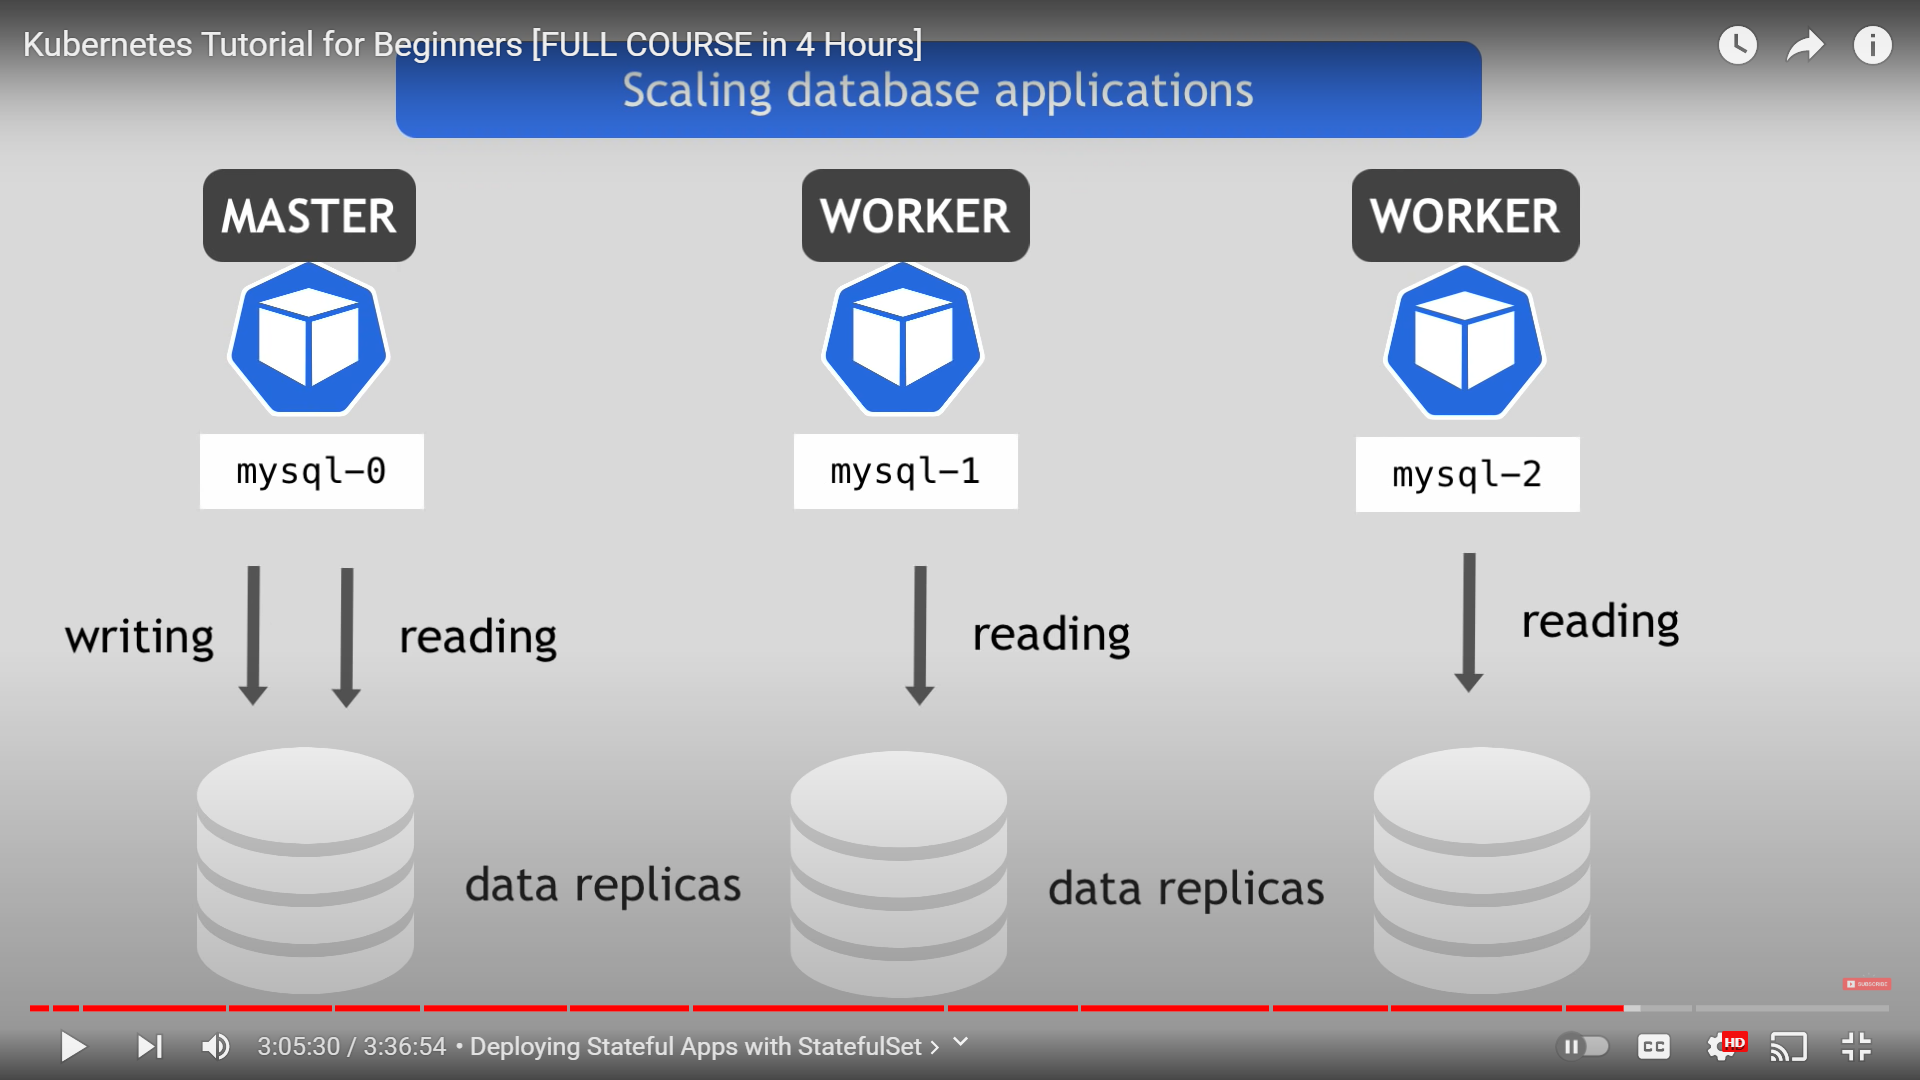 Kubernetes Tutorial for Beginners [FULL COURSE in 4 Hours]
Scaling database applications
MASTER
WORKER
WORKER
mysql-0
mysql-1
mysql-2
writing
reading
reading
reading
data replicas
data replicas
SUBSCRIBE
3:05:30 / 3:36:54 • Deploying Stateful Apps with StatefulSet
CC
HD